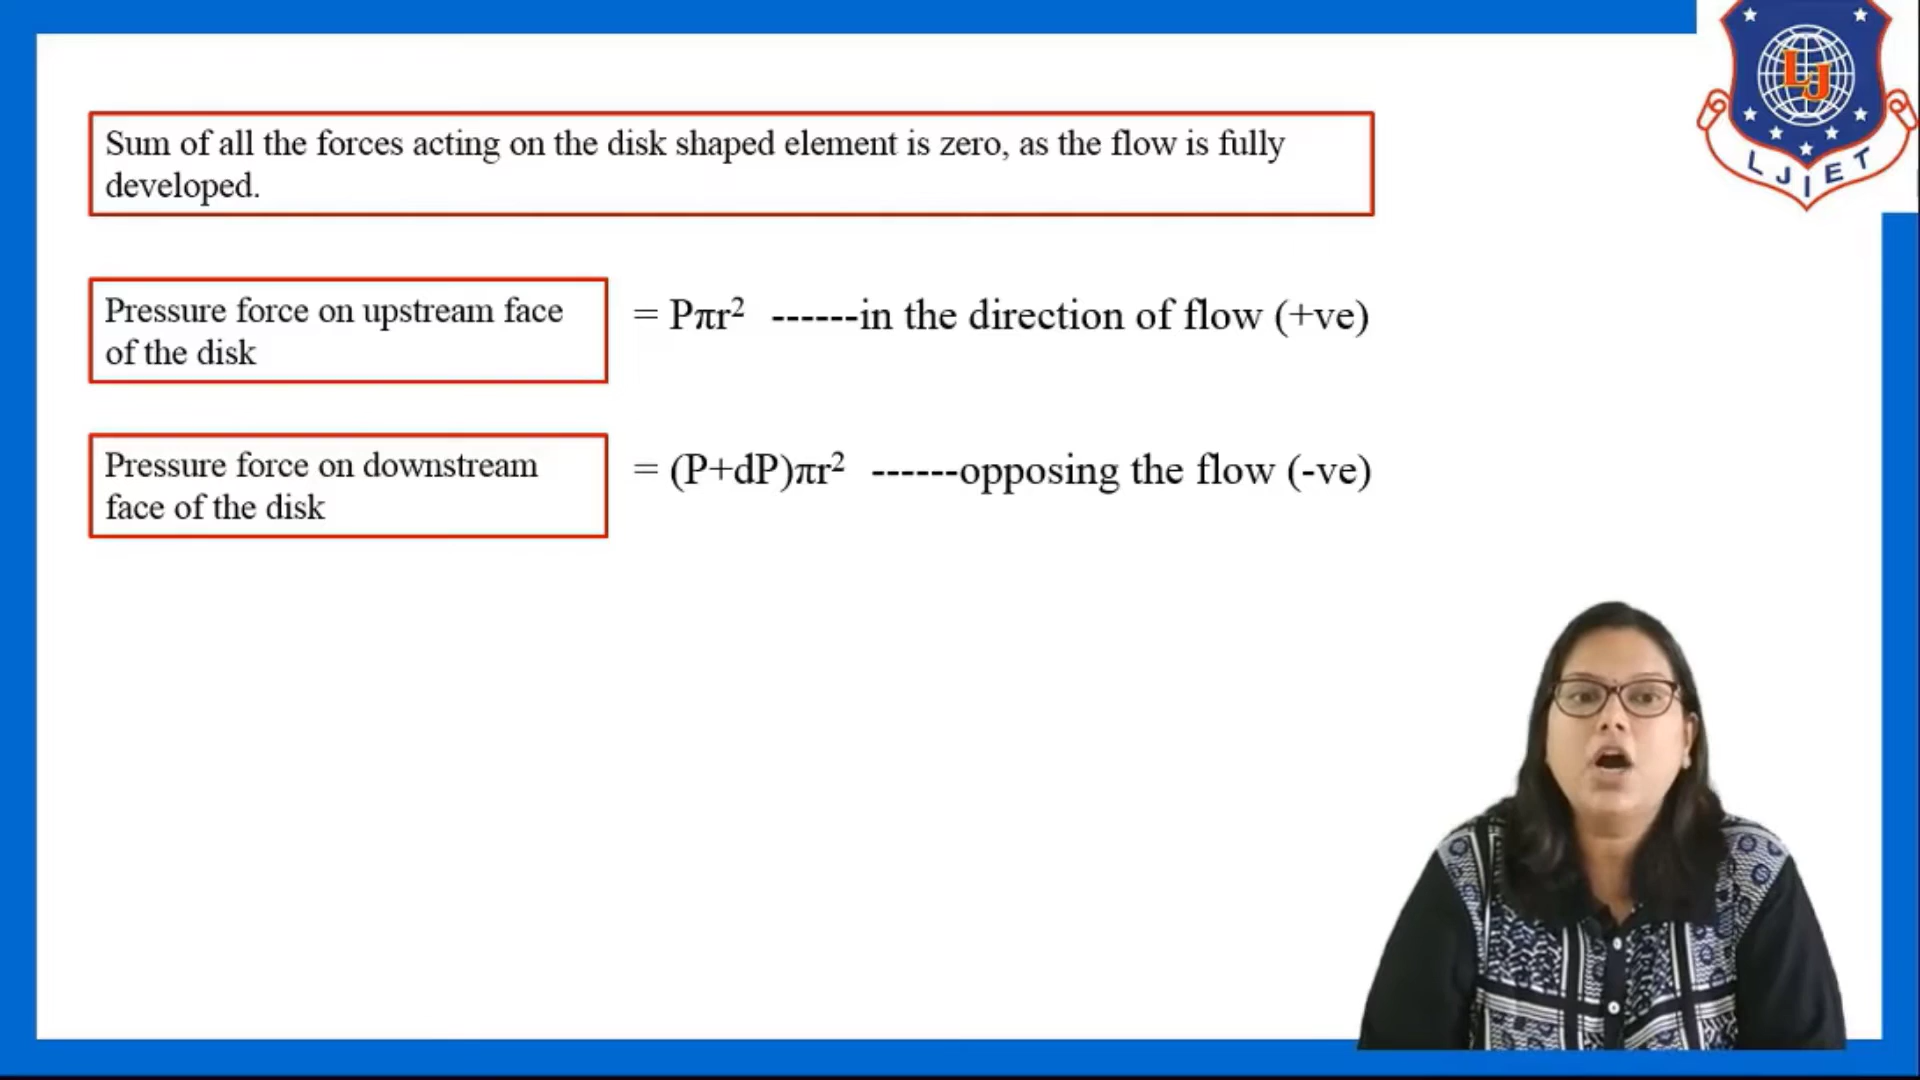 Sum of all the forces acting on the disk shaped element is zero, as the flow is fully
developed.
Pressure force on upstream face
of the disk
= Pπr² ------in the direction of flow (+ve)
Pressure force on downstream
face of the disk
= (P+dP)πr² ------opposing the flow (-ve)
LJ
LJIET